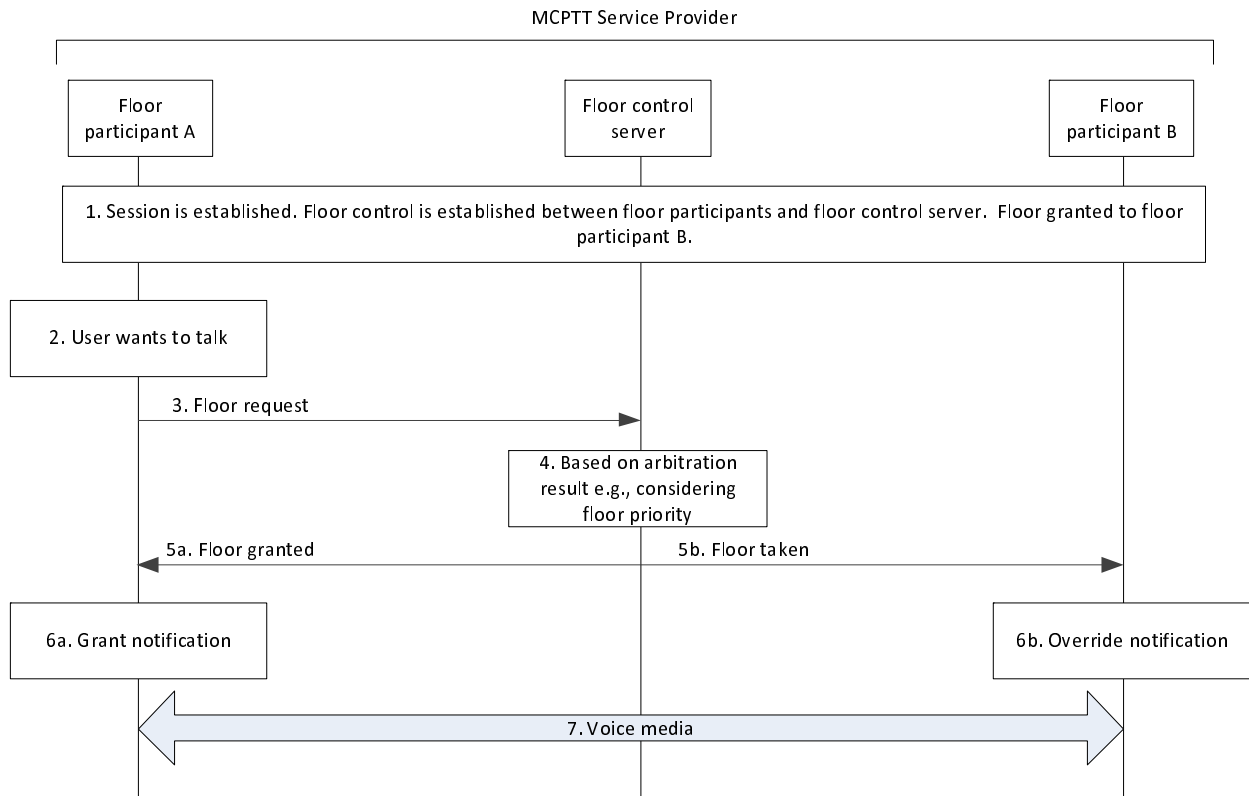 MCPTT Service Provider
Floor
participant A
Floor control
server
Floor
participant B
1. Session is established. Floor control is established between floor participants and floor control server.  Floor granted to floor
participant B.
2. User wants to talk
3. Floor request
4. Based on arbitration
result e.g., considering
floor priority
5a. Floor granted
5b. Floor taken
6a. Grant notification
6b. Override notification
7. Voice media